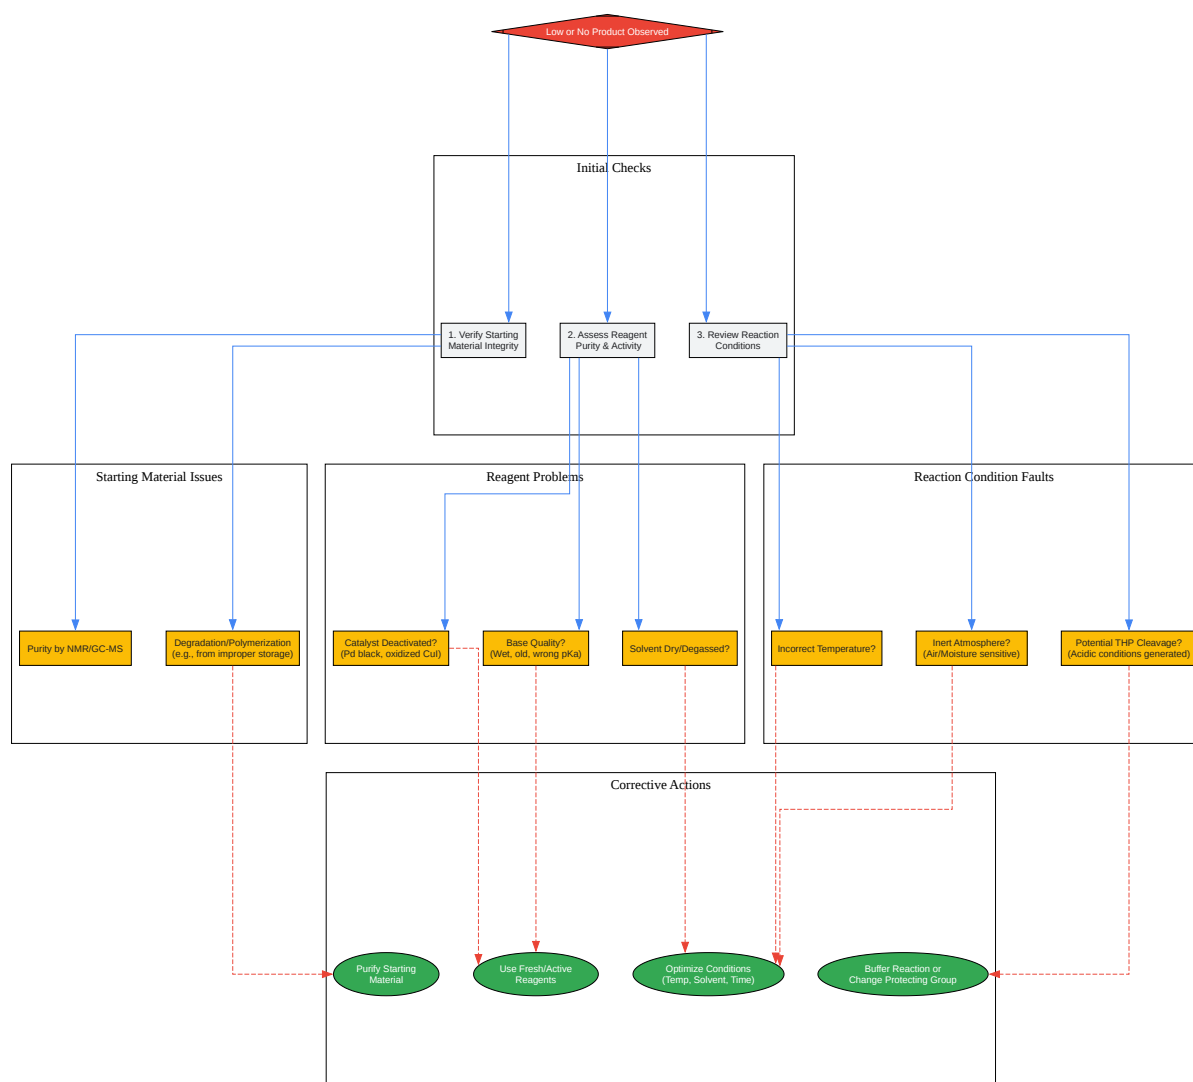 Low or No Product Observed
Initial Checks
1. Verify Starting
Material Integrity
2. Assess Reagent
Purity & Activity
3. Review Reaction
Conditions
Starting Material Issues
Purity by NMR/GC-MS
Degradation/Polymerization
(e.g., from improper storage)
Reagent Problems
Catalyst Deactivated?
(Pd black, oxidized CuI)
Base Quality?
(Wet, old, wrong pKa)
Solvent Dry/Degassed?
Reaction Condition Faults
Incorrect Temperature?
Inert Atmosphere?
(Air/Moisture sensitive)
Potential THP Cleavage?
(Acidic conditions generated)
Corrective Actions
Purify Starting
Material
Use Fresh/Active
Reagents
Optimize Conditions
(Temp, Solvent, Time)
Buffer Reaction or
Change Protecting Group